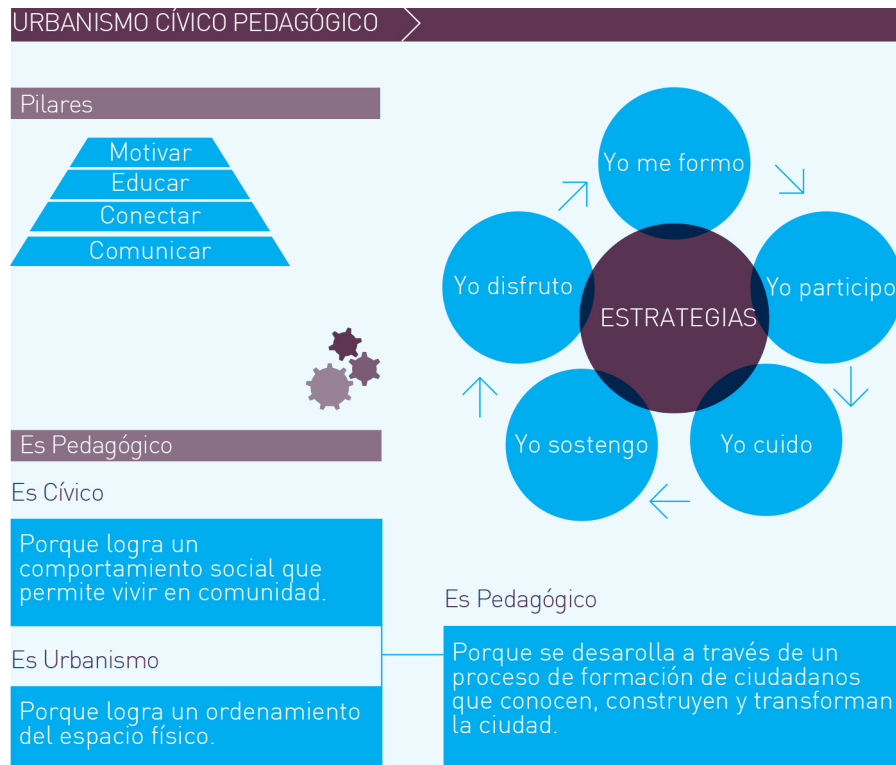 URBANISMO CÍVICO PEDAGÓGICO
Pilares
Motivar
Educar
Conectar
Comunicar
Yo me formo
Yo participo
Yo cuido
Yo sostengo
Yo disfruto
ESTRATEGIAS
Es Pedagógico
Es Cívico
Porque logra un
comportamiento social que
permite vivir en comunidad.
Es Urbanismo
Porque logra un ordenamiento
del espacio físico.
Es Pedagógico
Porque se desarolla a través de un
proceso de formación de ciudadanos
que conocen, construyen y transforman
la ciudad.